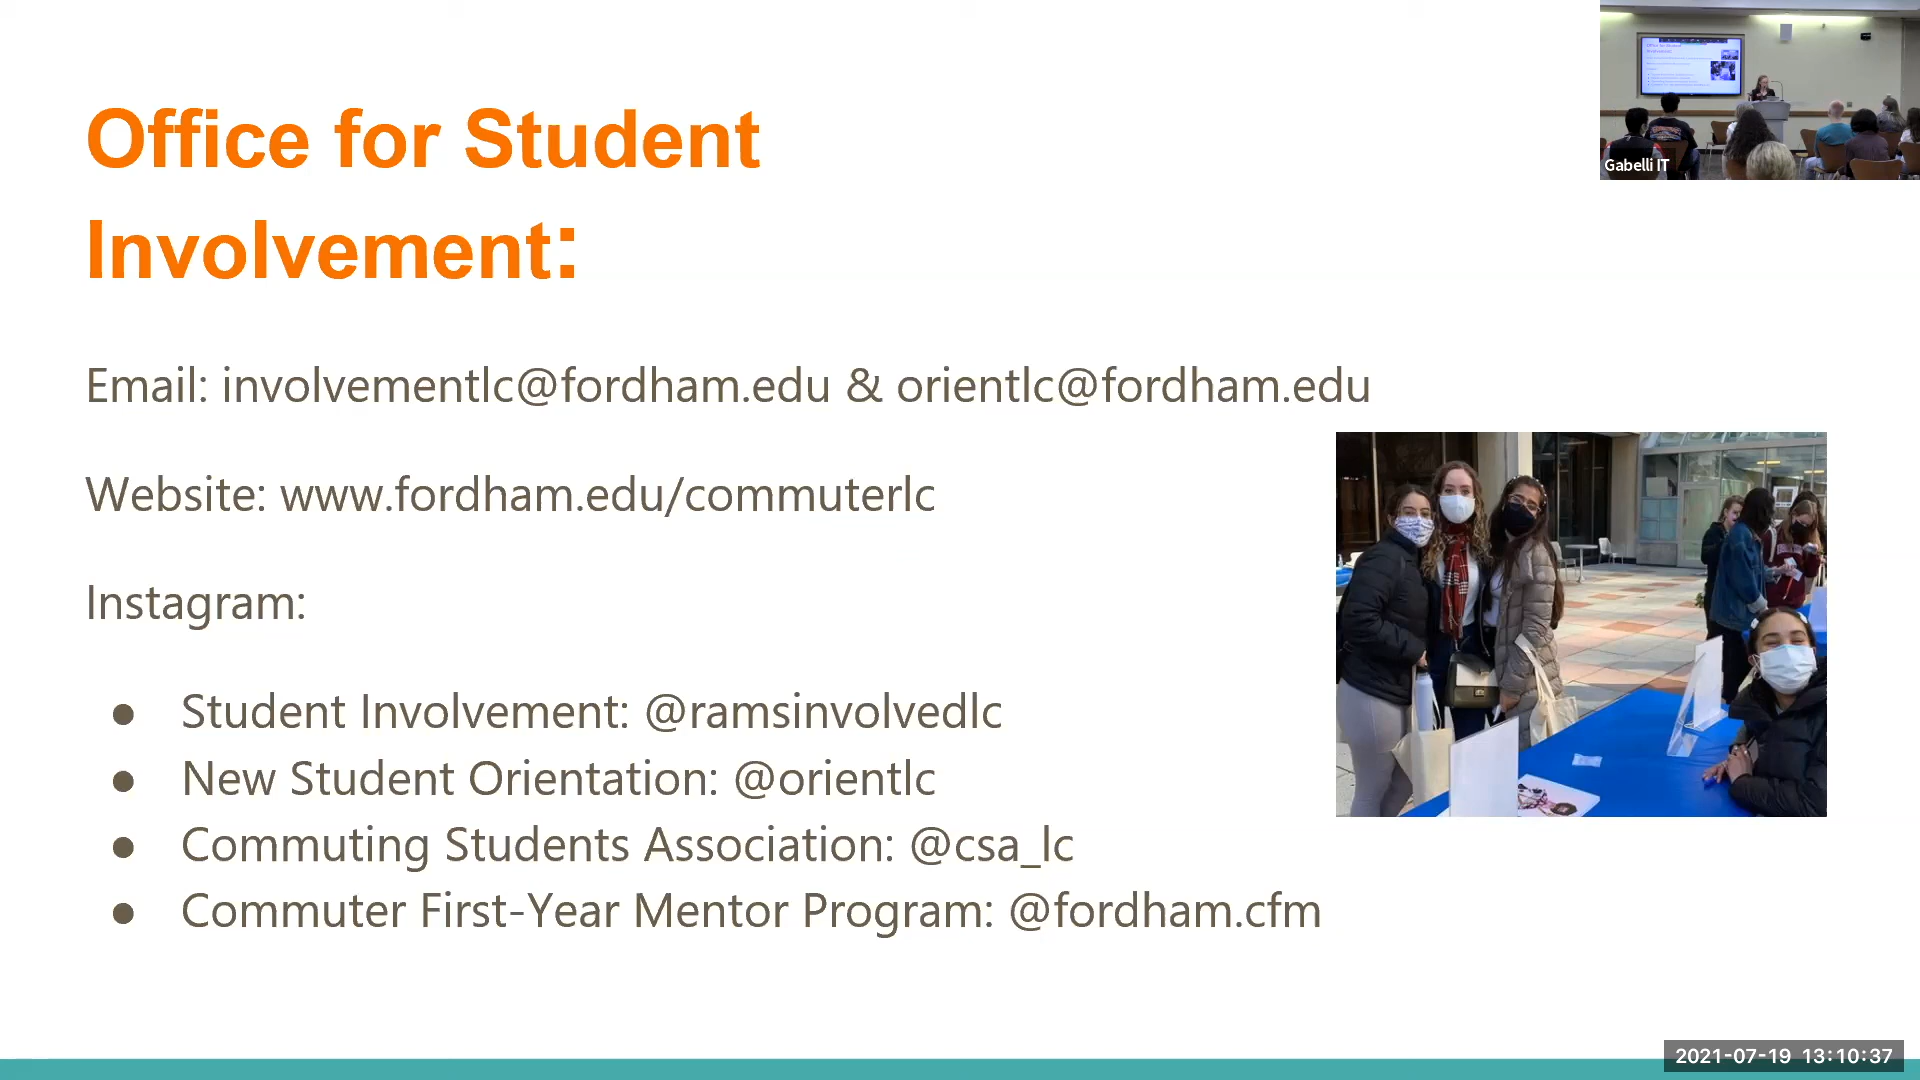 Office for Student
Involvement:
Email: involvementlc@fordham.edu & orientlc@fordham.edu
Website: www.fordham.edu/commuterlc
Instagram:
● Student Involvement: @ramsinvolvedlc
● New Student Orientation: @orientlc
● Commuting Students Association: @csa_lc
● Commuter First-Year Mentor Program: @fordham.cfm
Gabelli IT
2021-07-19 13:10:37